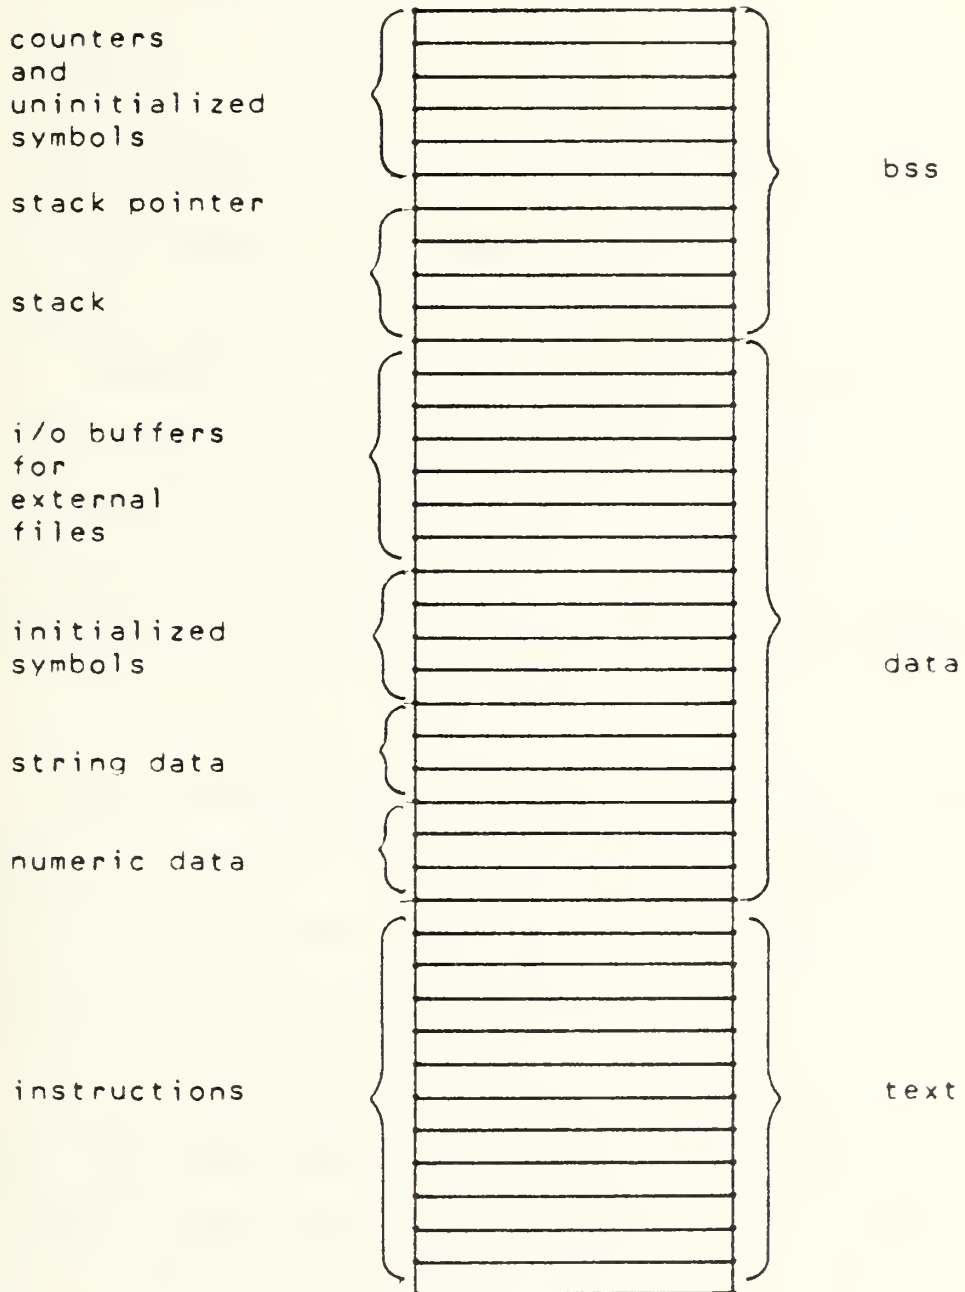 counters
and
uninitialized
symbols
bss
stack pointer
stack
i/o buffers
for
external
files
initialized
symbols
data
string data
numeric data
instructions
text